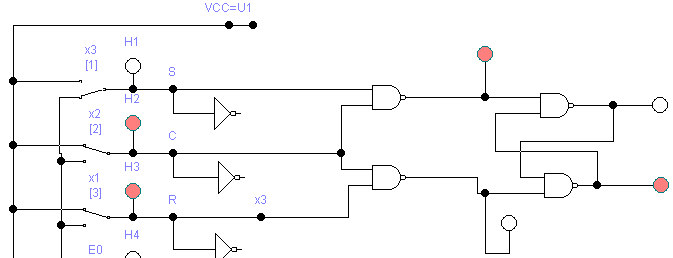 VCC=U1
x3
[1]
H1
S
H2
x2
[2]
C
H3
x1
[3]
R
x3
H4
E0